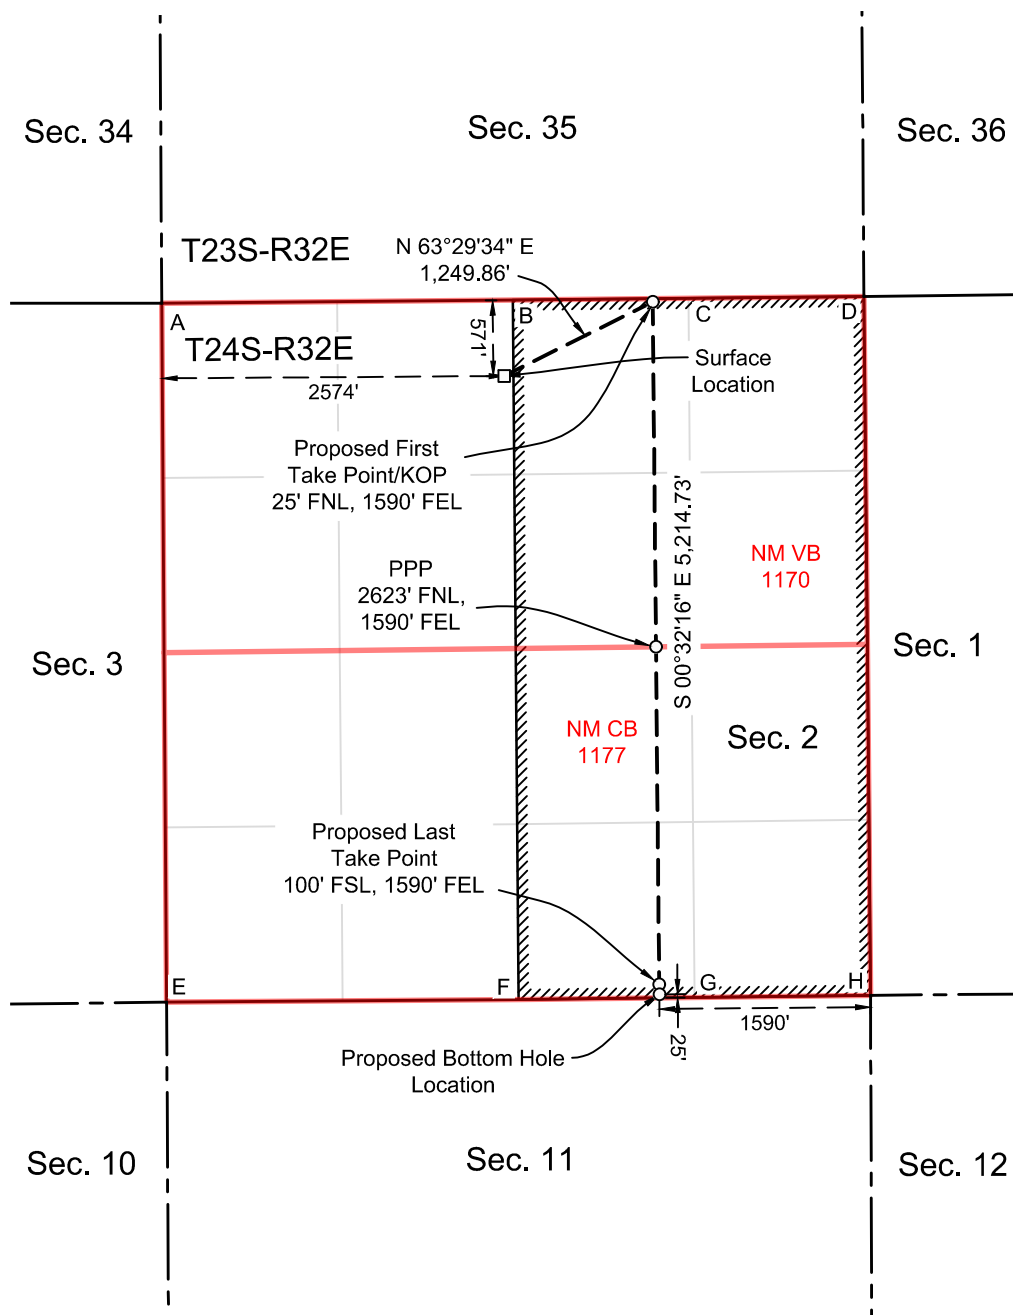 Sec. 34
Sec. 35
Sec. 36
T23S-R32E
N 63°29'34" E
1,249.86'
A
B
C
D
571'
T24S-R32E
2574'
Surface
Location
Proposed First
Take Point/KOP
25' FNL, 1590' FEL
S 00°32'16" E 5,214.73'
NM VB
1170
PPP
2623' FNL,
1590' FEL
Sec. 3
Sec. 1
NM CB
1177
Sec. 2
Proposed Last
Take Point
100' FSL, 1590' FEL
E
F
G
H
1590'
25'
Proposed Bottom Hole
Location
Sec. 10
Sec. 11
Sec. 12